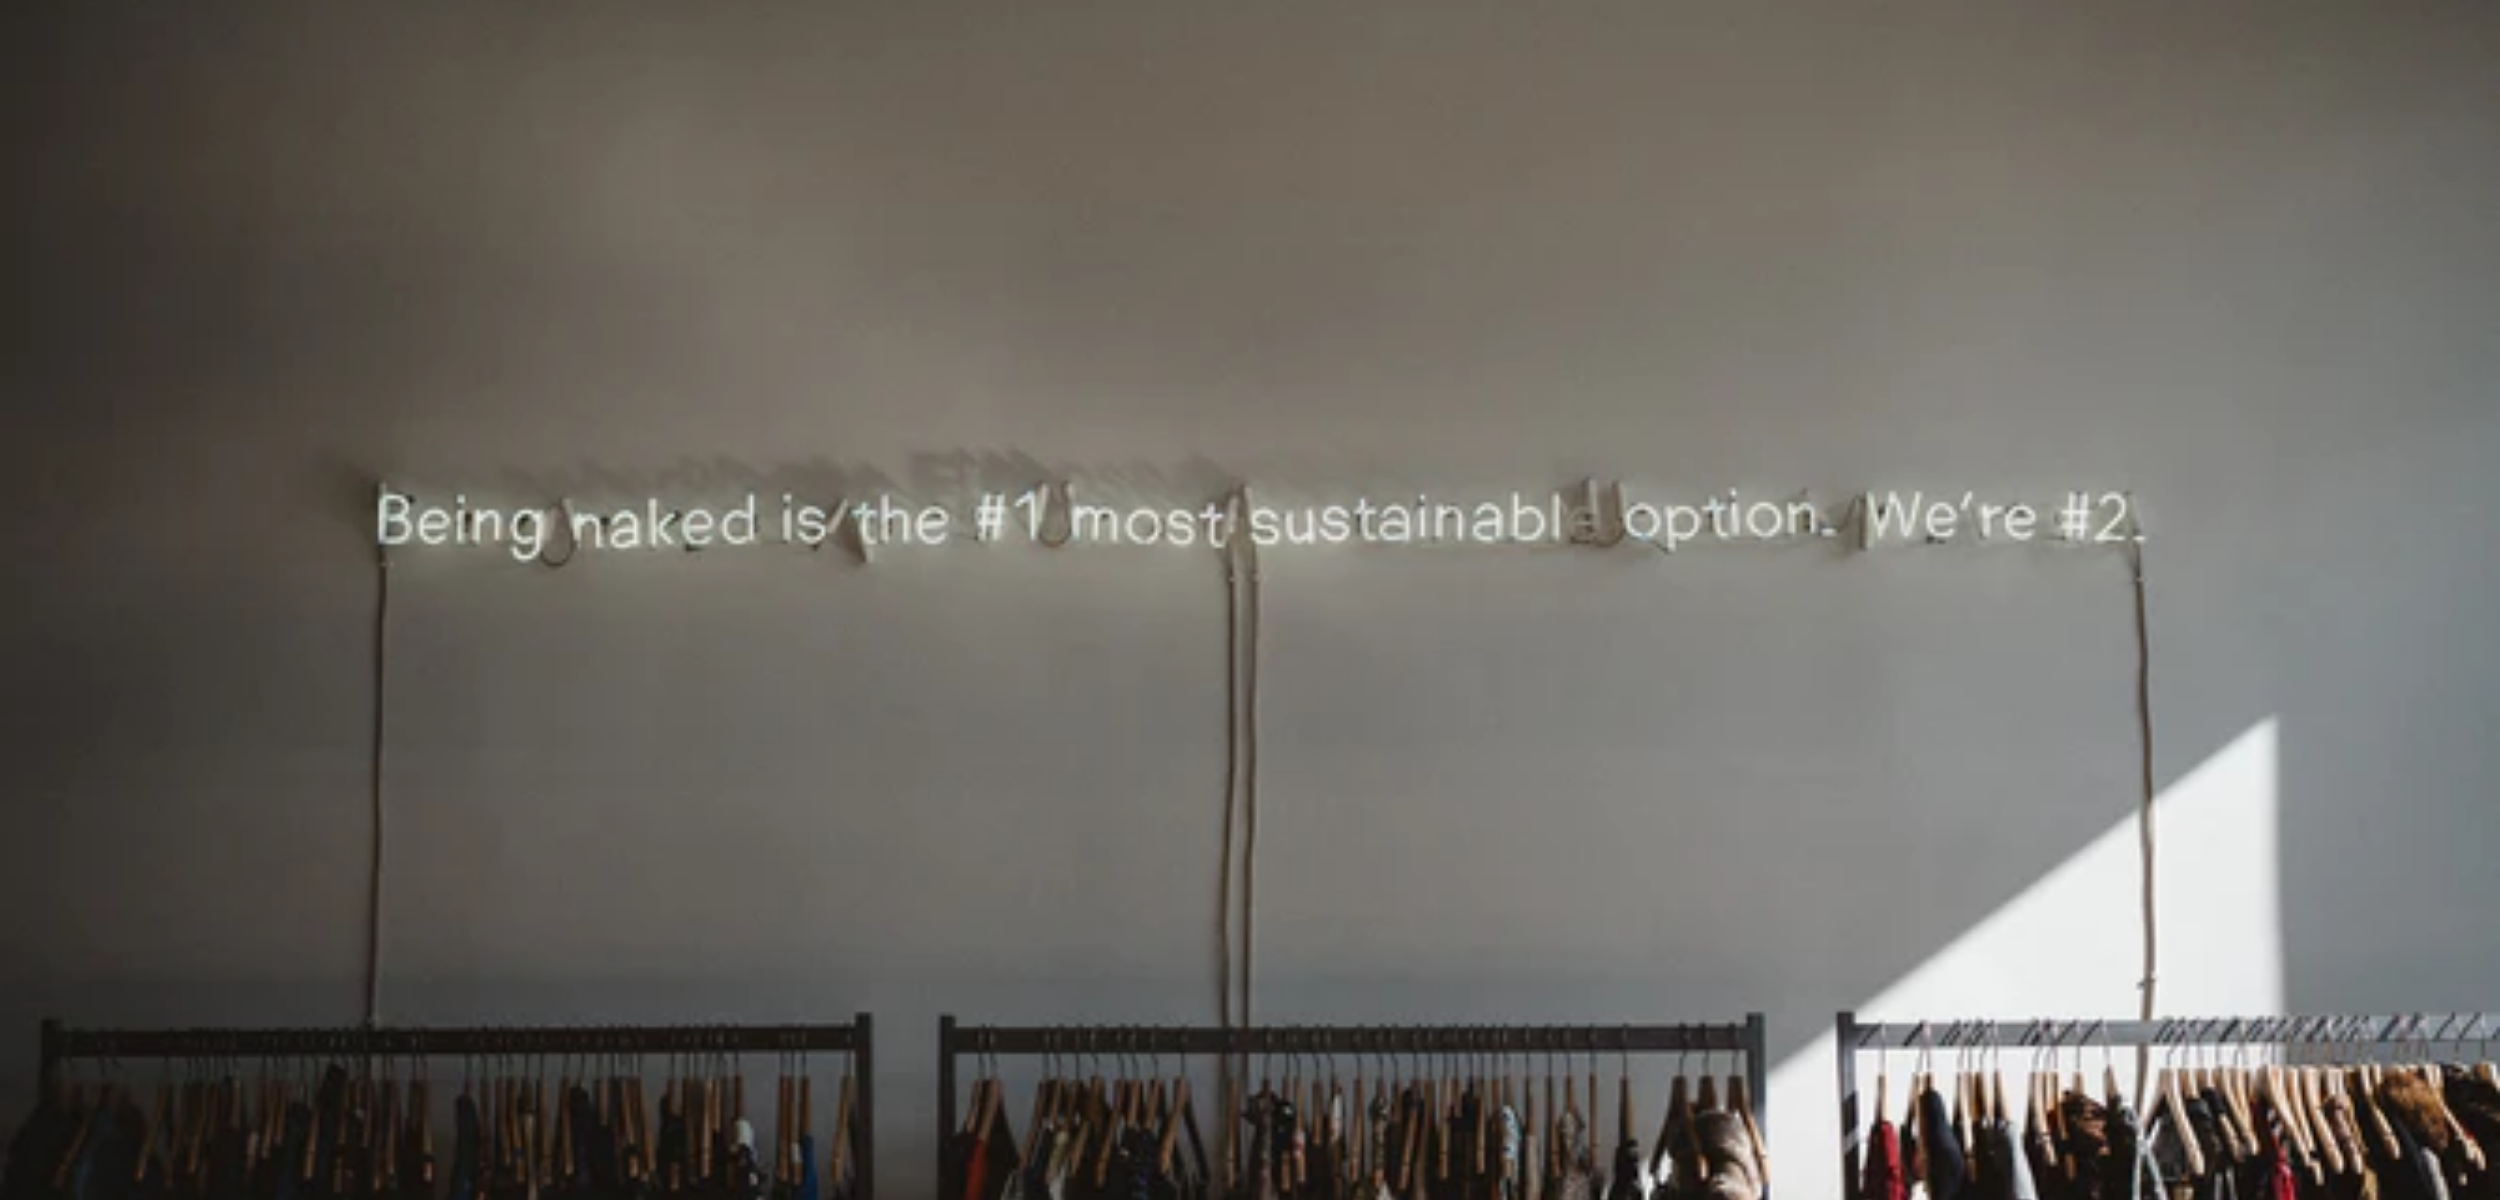 Being naked is the #1 most sustainable option. We're #2.